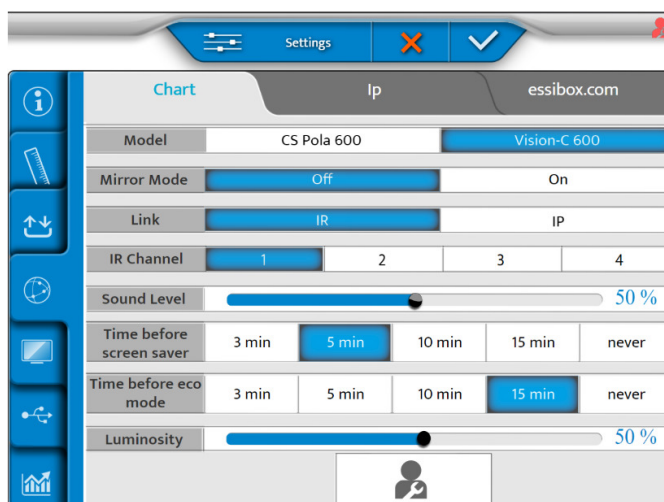 Settings
Chart Ip essibox.com
Model CS Pola 600 Vision-C 600
Mirror Mode Off On
Link IR IP
IR Channel 1 2 3 4
Sound Level 50 %
Time before
screen saver 3 min 5 min 10 min 15 min never
Time before eco
mode 3 min 5 min 10 min 15 min never
Luminosity 50 %